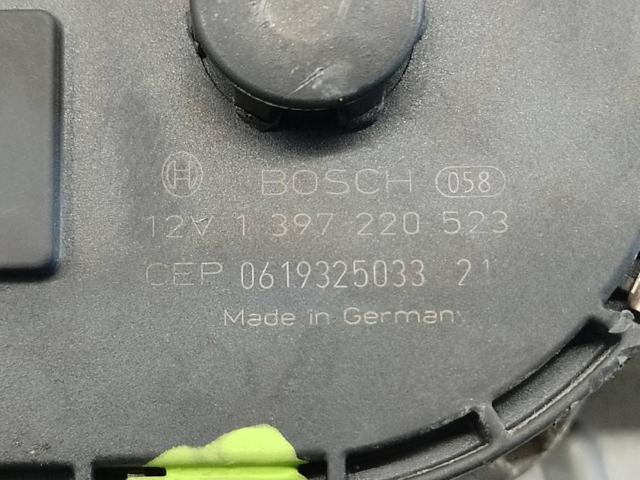 BOSCH 058
12V 1 397 220 523
CEP 0619325033 21
Made in Germany